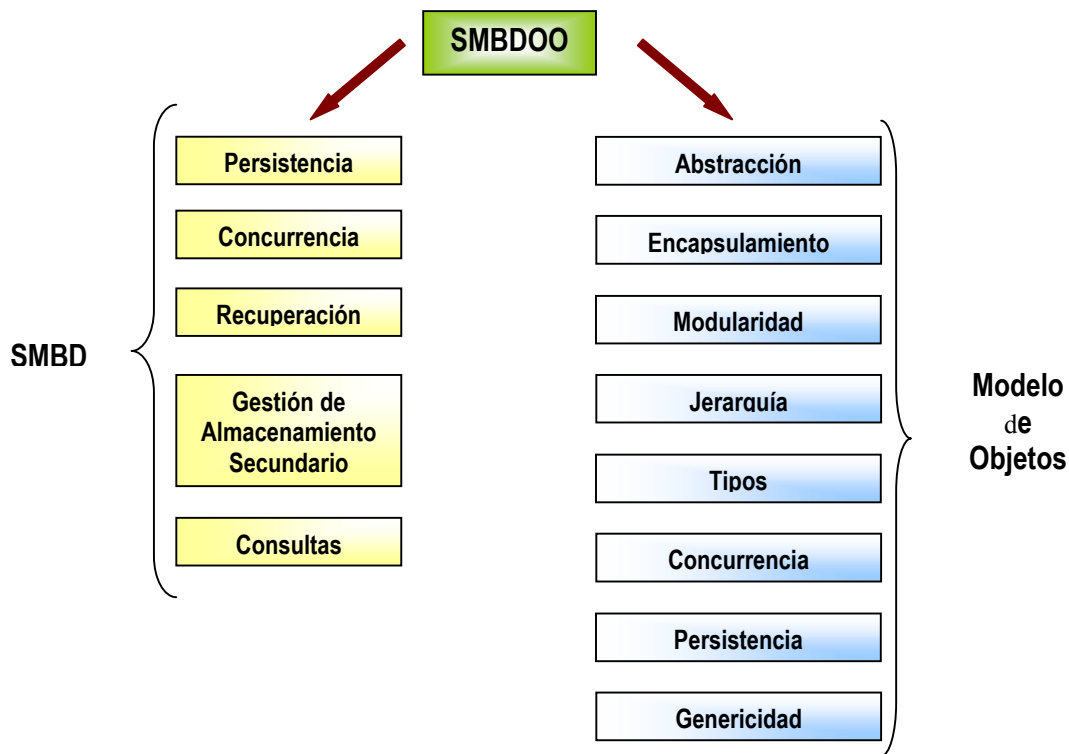 SMBDOO
SMBD
Persistencia
Concurrencia
Recuperación
Gestión de
Almacenamiento
Secundario
Consultas
Abstracción
Encapsulamiento
Modularidad
Jerarquía
Tipos
Concurrencia
Persistencia
Genericidad
Modelo
de
Objetos